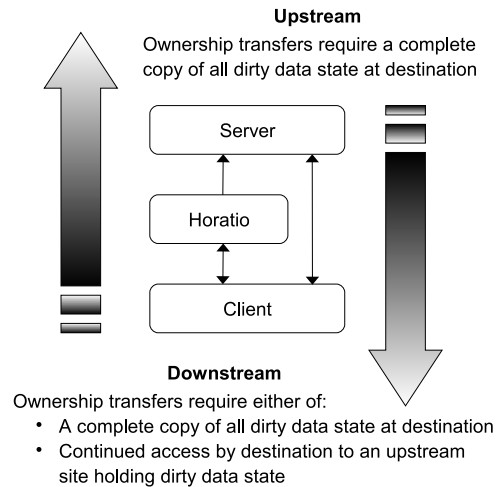 Upstream
Ownership transfers require a complete
copy of all dirty data state at destination
Server
Horatio
Client
Downstream
Ownership transfers require either of:
• A complete copy of all dirty data state at destination
• Continued access by destination to an upstream
site holding dirty data state